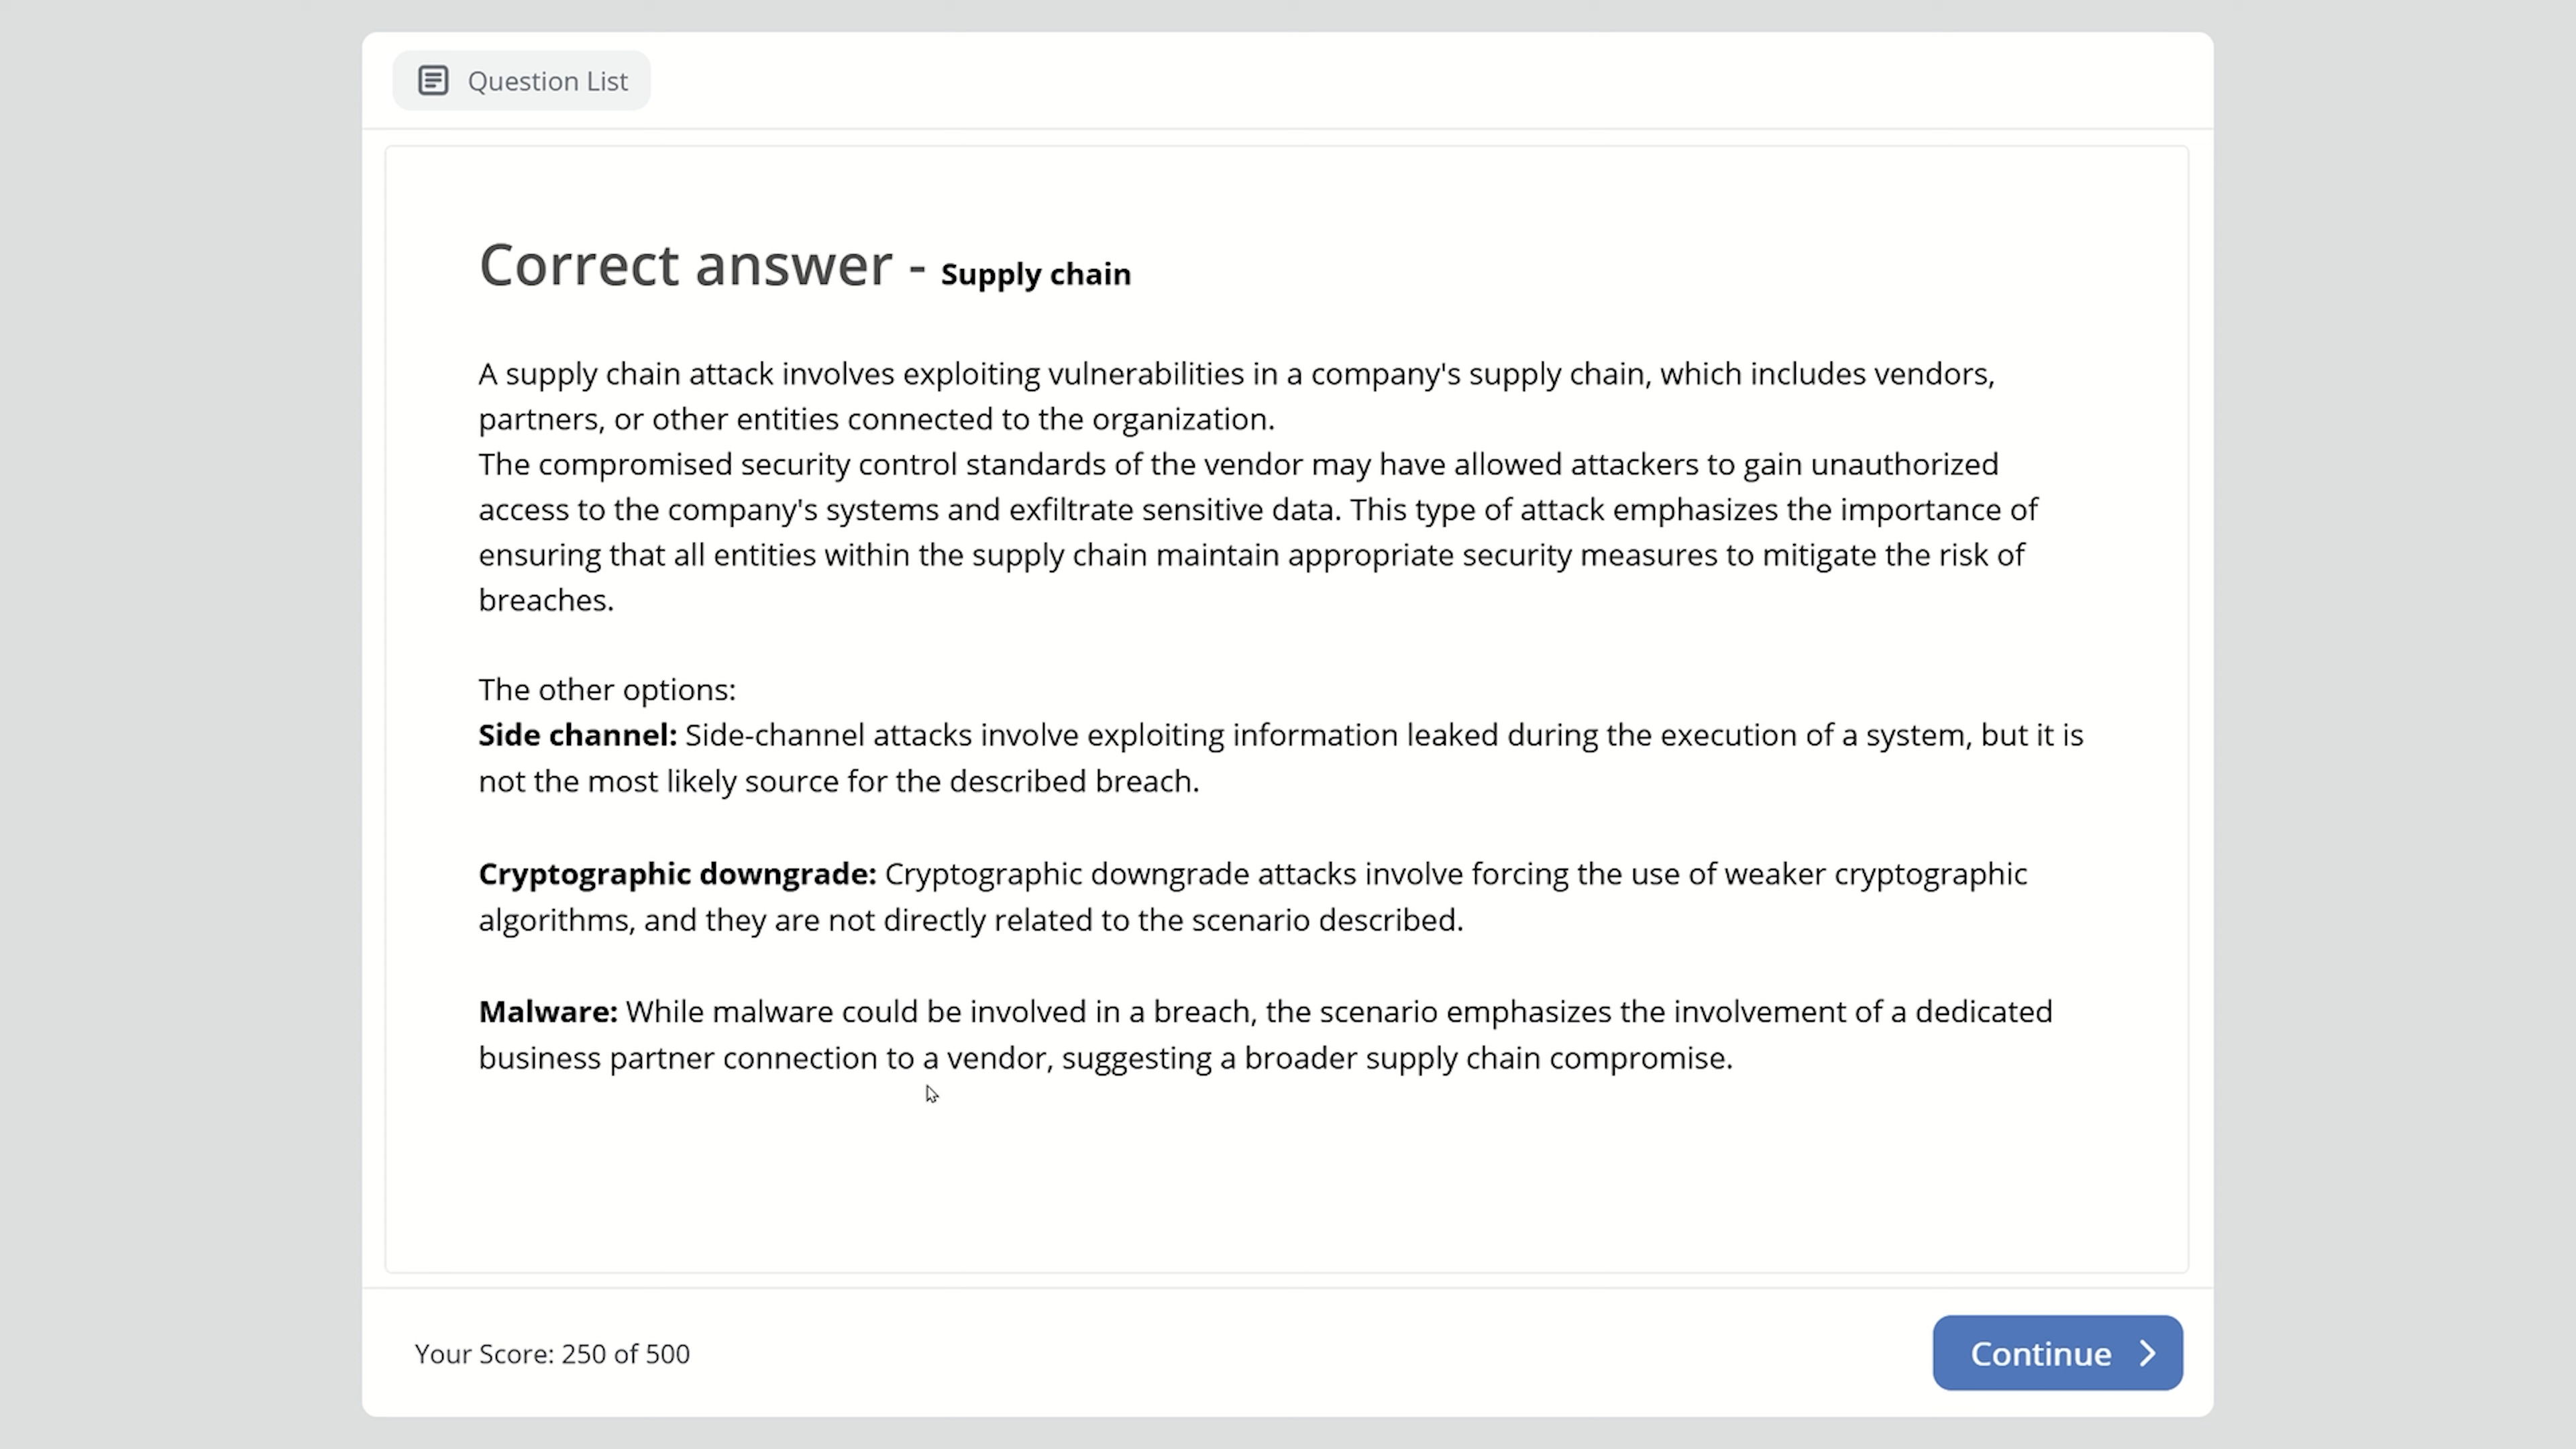 Question List
Correct answer - Supply chain
A supply chain attack involves exploiting vulnerabilities in a company's supply chain, which includes vendors,
partners, or other entities connected to the organization.
The compromised security control standards of the vendor may have allowed attackers to gain unauthorized
access to the company's systems and exfiltrate sensitive data. This type of attack emphasizes the importance of
ensuring that all entities within the supply chain maintain appropriate security measures to mitigate the risk of
breaches.
The other options:
Side channel: Side-channel attacks involve exploiting information leaked during the execution of a system, but it is
not the most likely source for the described breach.
Cryptographic downgrade: Cryptographic downgrade attacks involve forcing the use of weaker cryptographic
algorithms, and they are not directly related to the scenario described.
Malware: While malware could be involved in a breach, the scenario emphasizes the involvement of a dedicated
business partner connection to a vendor, suggesting a broader supply chain compromise.
Your Score: 250 of 500
Continue